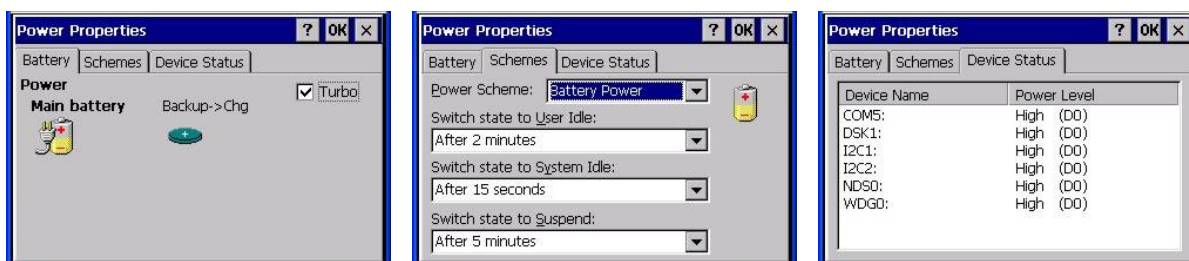 Power Properties ? OK ×
Battery Schemes Device Status
Power
Main battery Backup->Chg Turbo
Power Properties ? OK ×
Battery Schemes Device Status
Power Scheme: Battery Power
Switch state to User Idle:
After 2 minutes
Switch state to System Idle:
After 15 seconds
Switch state to Suspend:
After 5 minutes
Power Properties ? OK ×
Battery Schemes Device Status
Device Name Power Level
COM5: High (D0)
DSK1: High (D0)
I2C1: High (D0)
I2C2: High (D0)
NDS0: High (D0)
WDG0: High (D0)